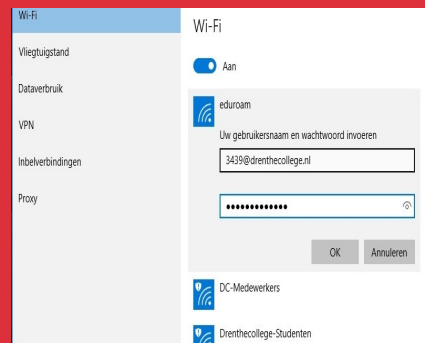 Wi-Fi
Vliegtuigstand
Dataverbruik
VPN
Inbelverbindingen
Proxy
Wi-Fi
Aan
eduroam
Uw gebruikersnaam en wachtwoord invoeren
3439@drenthecollege.nl
•••••••••••••
OK Annuleren
DC-Medewerkers
Drenthecollege-Studenten